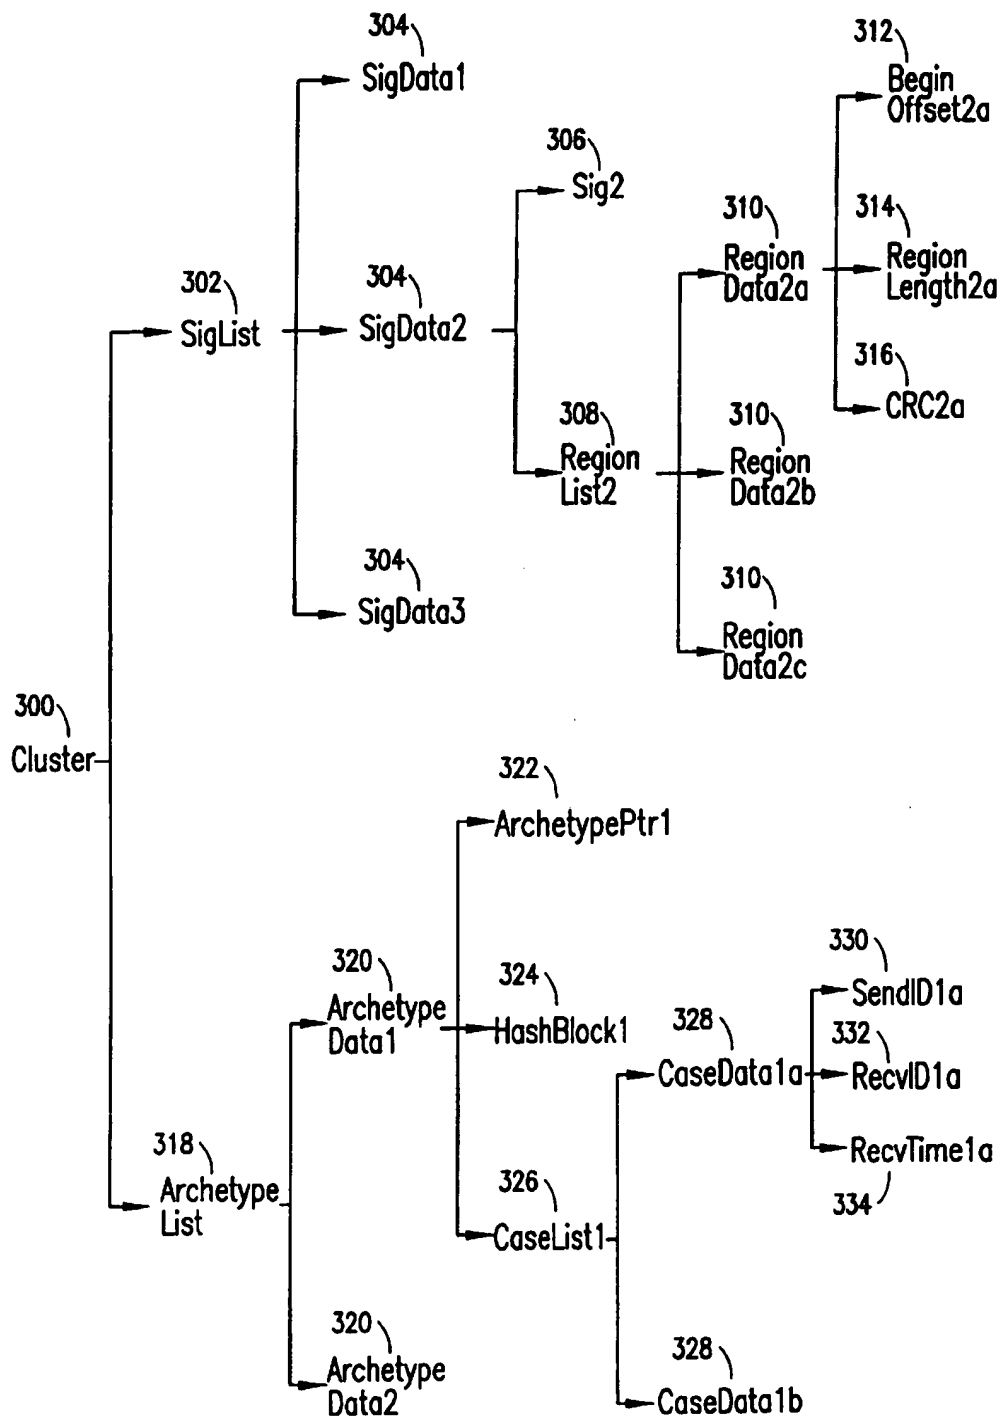 304
SigData1
312
Begin
Offset2a
306
Sig2
310
Region
Data2a
314
Region
Length2a
302
SigList
304
SigData2
316
CRC2a
308
Region
List2
310
Region
Data2b
304
SigData3
310
Region
Data2c
300
Cluster
322
ArchetypePtr1
320
Archetype
Data1
324
HashBlock1
330
SendID1a
328
CaseData1a
332
RecvID1a
318
Archetype
List
326
CaseList1
RecvTime1a
334
320
Archetype
Data2
328
CaseData1b